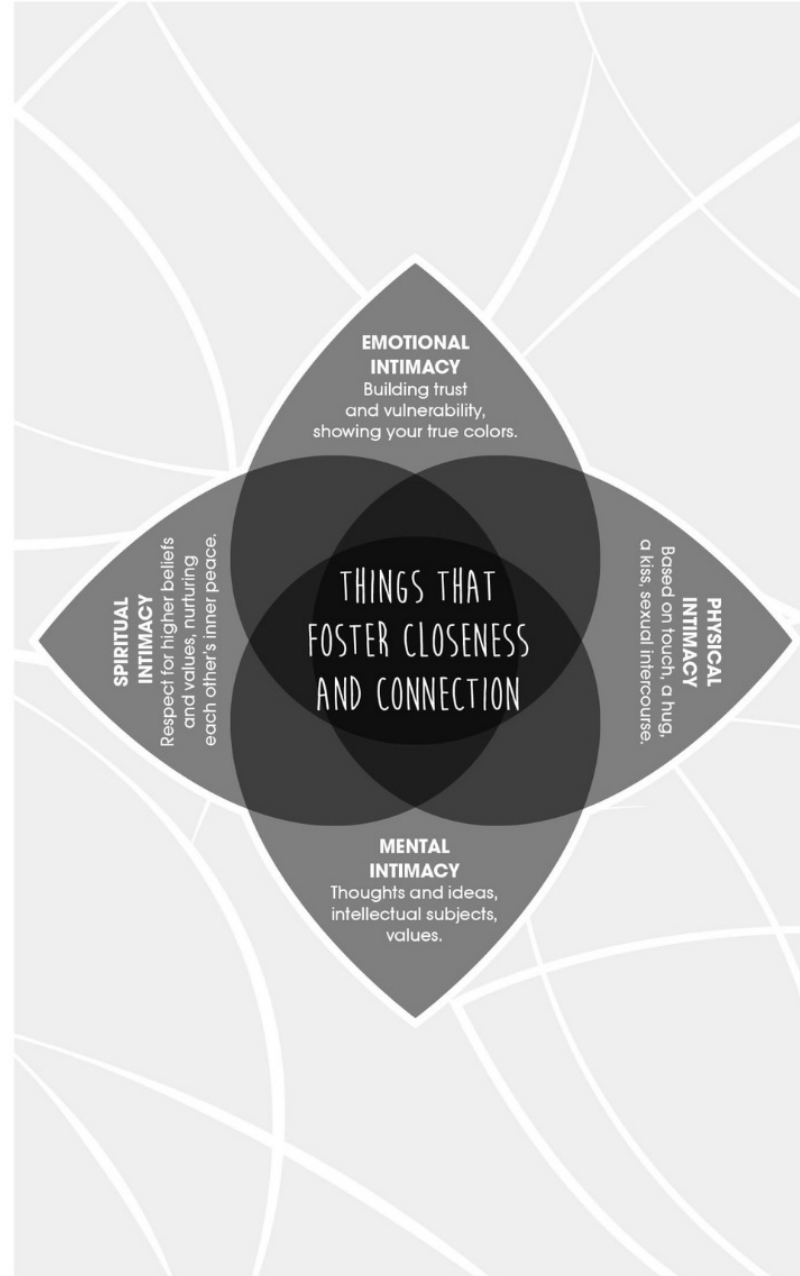 EMOTIONAL
INTIMACY
Building trust
and vulnerability,
showing your true colors.
SPIRITUAL
INTIMACY
Respect for higher beliefs
and values, nurturing
each other's inner peace.
THINGS THAT
FOSTER CLOSENESS
AND CONNECTION
PHYSICAL
INTIMACY
Based on touch, a hug,
a kiss, sexual intercourse.
MENTAL
INTIMACY
Thoughts and ideas,
intellectual subjects,
values.